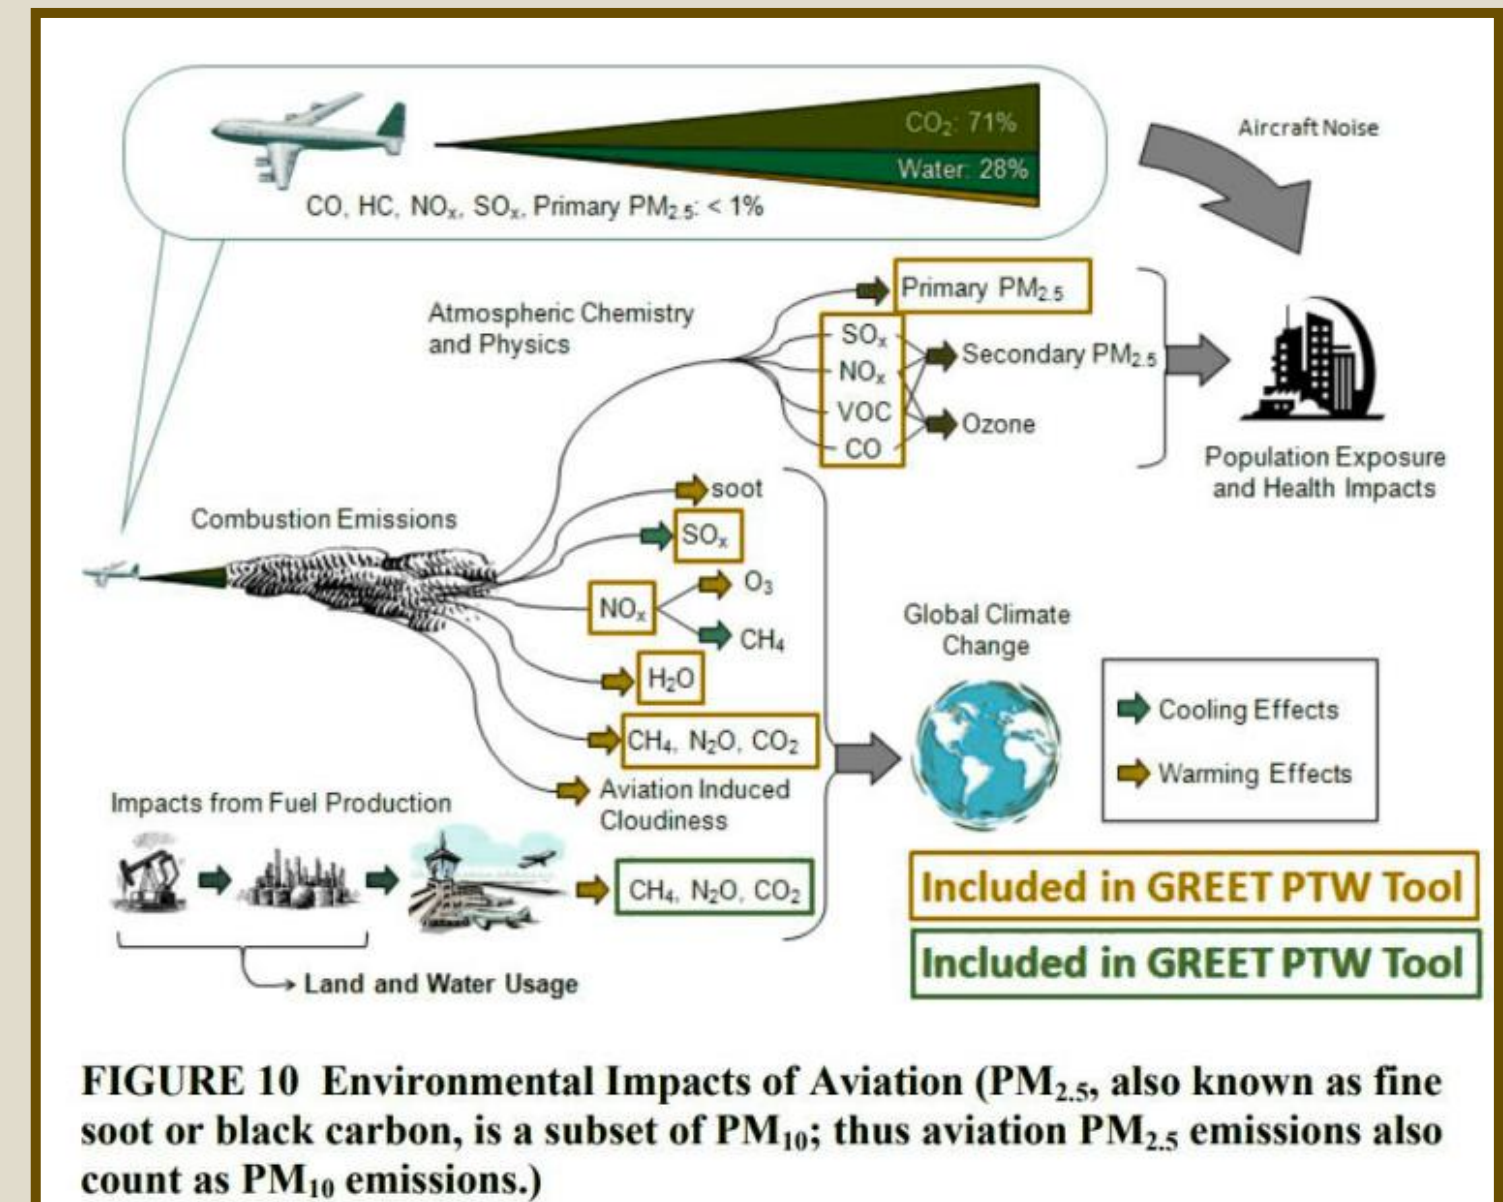 CO₂: 71%
Water: 28%
CO, HC, NOₓ, SOₓ, Primary PM₂.₅: < 1%
Aircraft Noise
Atmospheric Chemistry
and Physics
Primary PM₂.₅
SOₓ
NOₓ
VOC
CO
Secondary PM₂.₅
Ozone
Population Exposure
and Health Impacts
Combustion Emissions
soot
SOₓ
NOₓ
O₃
CH₄
H₂O
CH₄, N₂O, CO₂
Aviation Induced
Cloudiness
Global Climate
Change
Cooling Effects
Warming Effects
Impacts from Fuel Production
CH₄, N₂O, CO₂
Land and Water Usage
Included in GREET PTW Tool
Included in GREET PTW Tool
FIGURE 10 Environmental Impacts of Aviation (PM₂.₅, also known as fine
soot or black carbon, is a subset of PM₁₀; thus aviation PM₂.₅ emissions also
count as PM₁₀ emissions.)